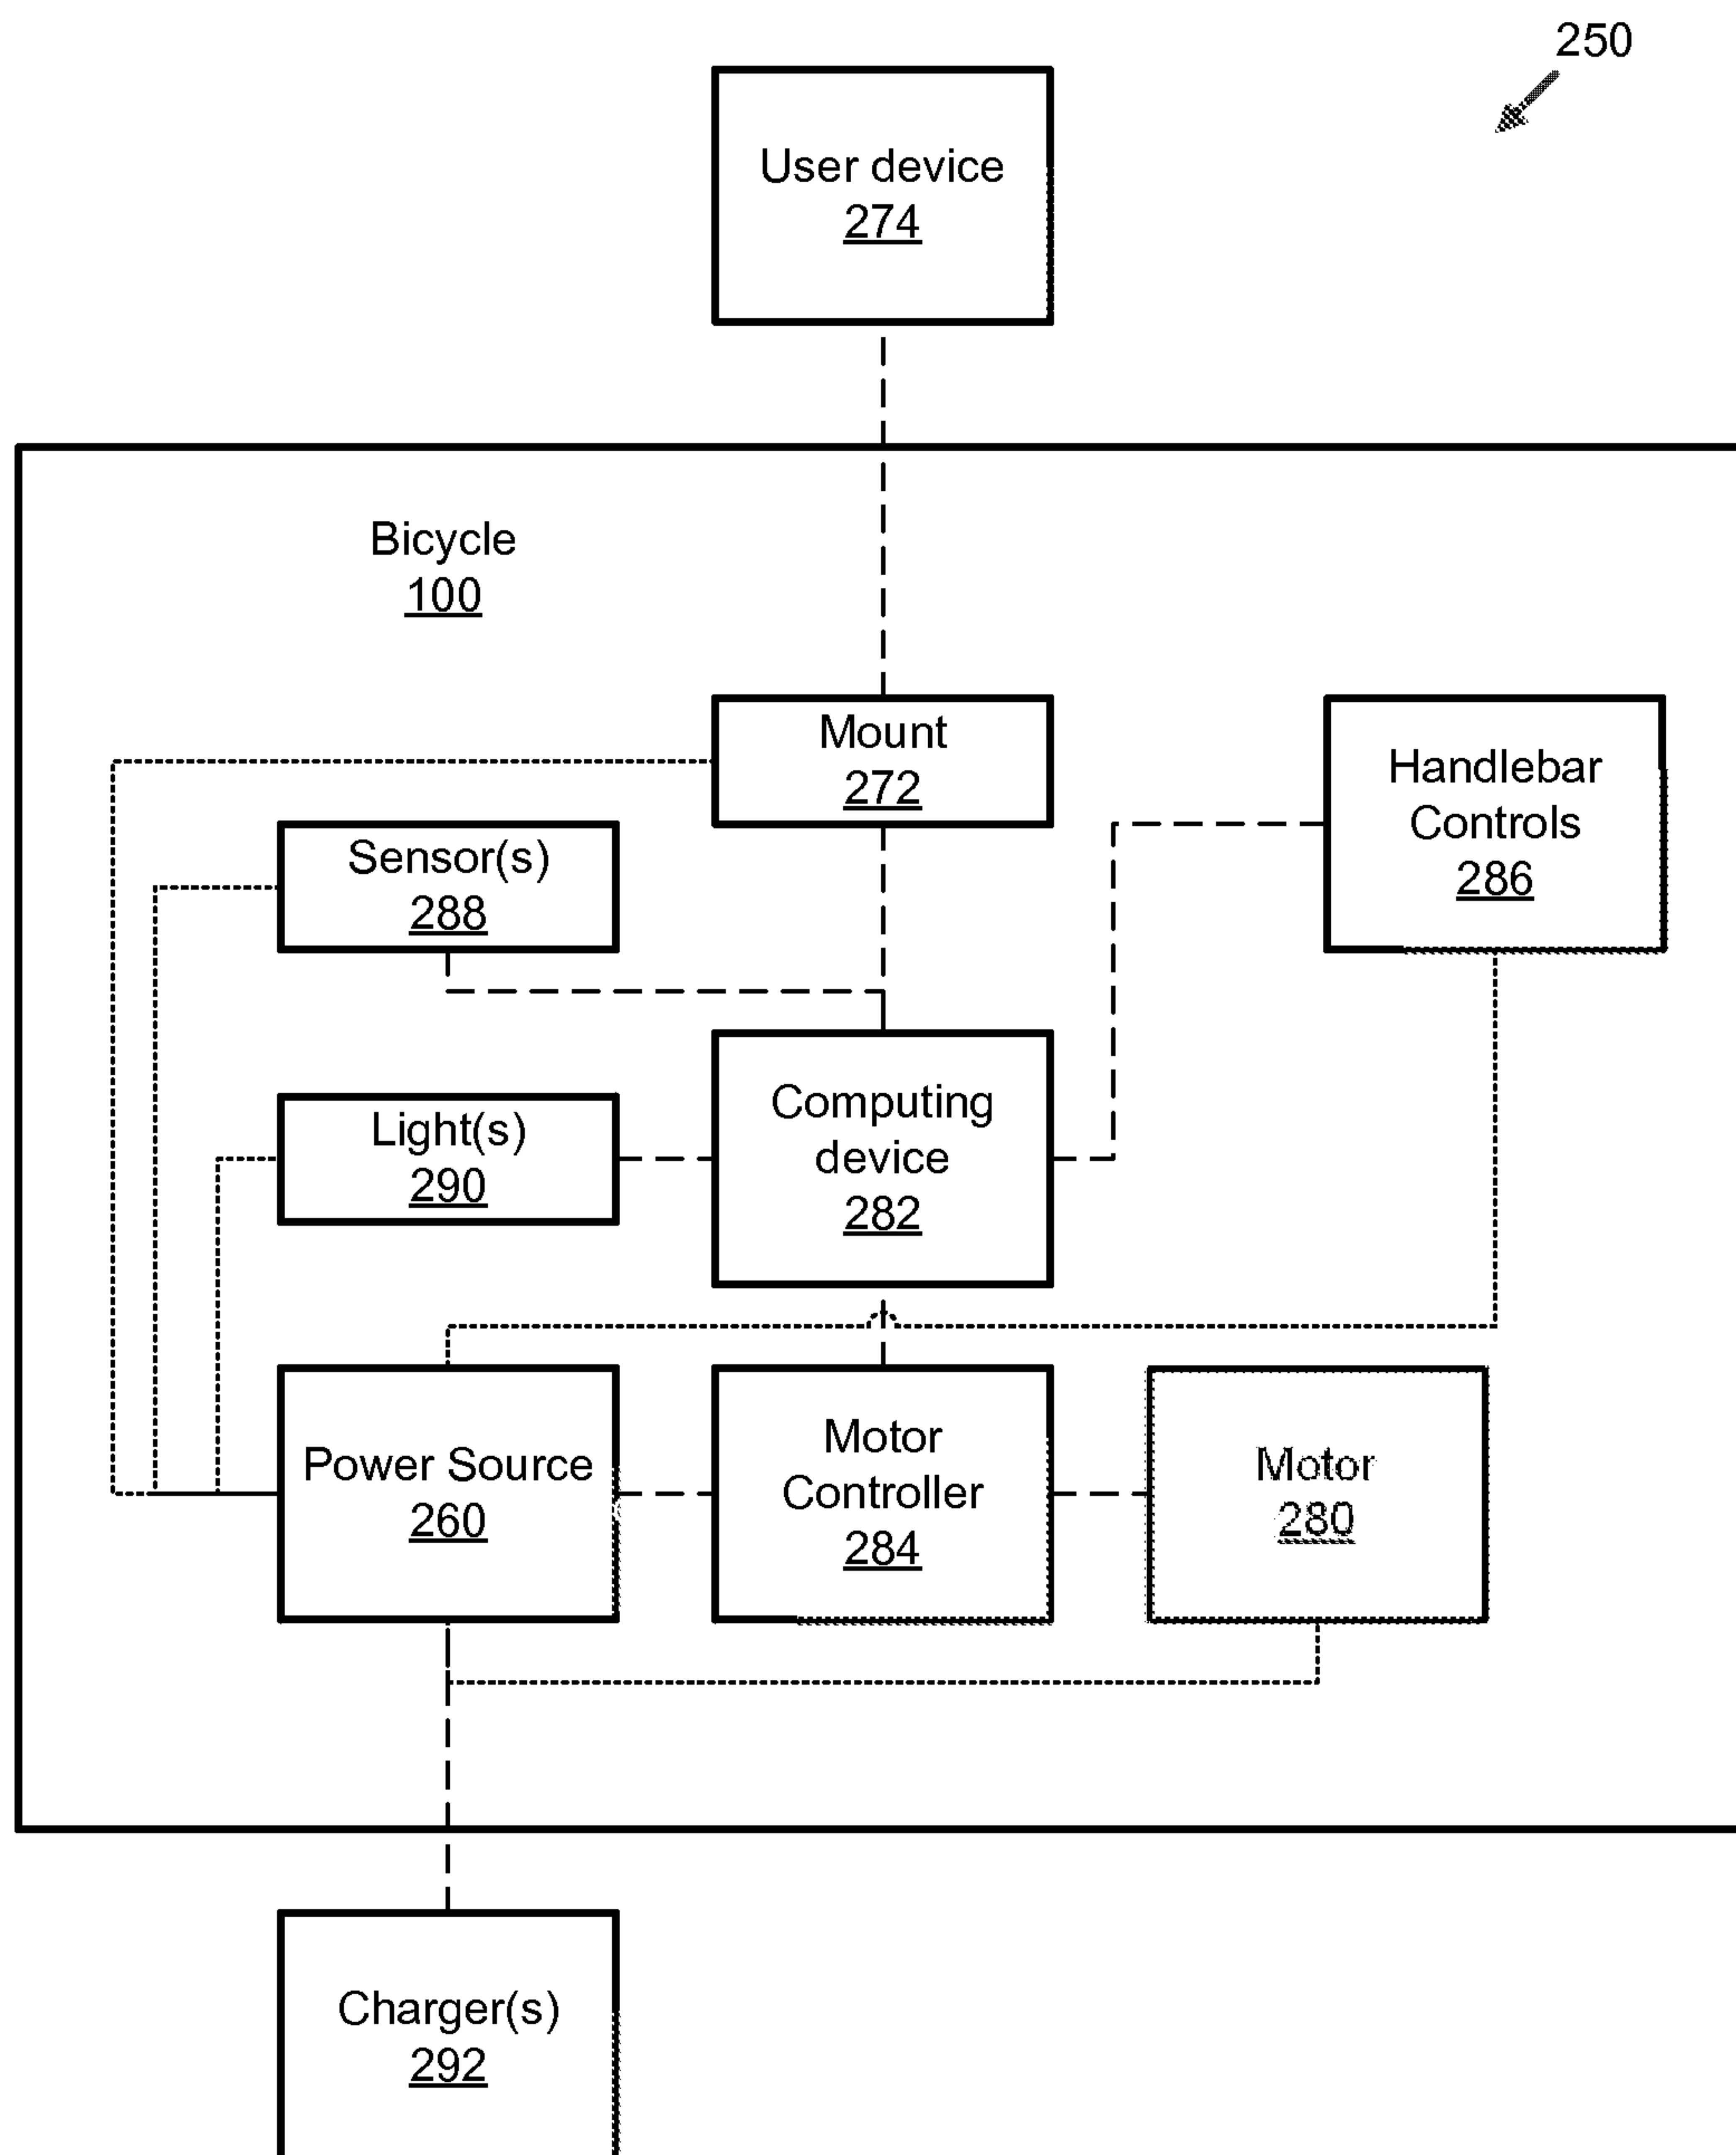 250
User device
274
Bicycle
100
Mount
272
Handlebar
Controls
286
Sensor(s)
288
Computing
device
282
Light(s)
290
Power Source
260
Motor
Controller
284
Motor
280
Charger(s)
292